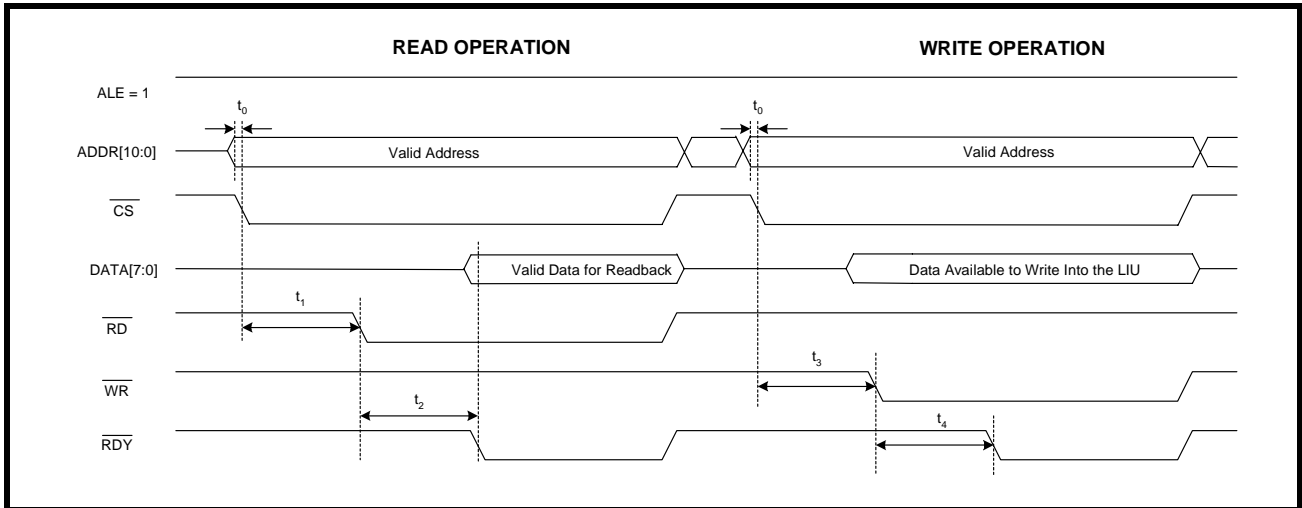 READ OPERATION WRITE OPERATION
ALE = 1
t0 t0
ADDR[10:0] Valid Address Valid Address
CS
DATA[7:0] Valid Data for Readback Data Available to Write Into the LIU
t1
RD
t3
WR
t2
t4
RDY